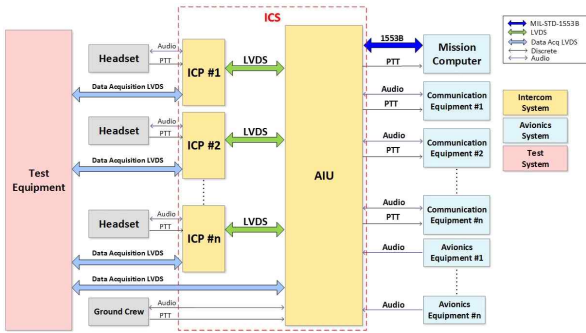 ICS
Test
Equipment
Headset
Audio
PTT
ICP #1
LVDS
Data Acquisition LVDS
Headset
Audio
PTT
ICP #2
LVDS
Data Acquisition LVDS
Headset
Audio
PTT
ICP #n
LVDS
Data Acquisition LVDS
Data Acquisition LVDS
Ground Crew
Audio
PTT
AIU
1553B
PTT
Mission
Computer
Audio
PTT
Communication
Equipment #1
Audio
PTT
Communication
Equipment #2
Audio
PTT
Communication
Equipment #n
Audio
Avionics
Equipment #1
Audio
Avionics
Equipment #n
MIL-STD-1553B
LVDS
Data Acq LVDS
Discrete
Audio
Intercom
System
Avionics
System
Test
System